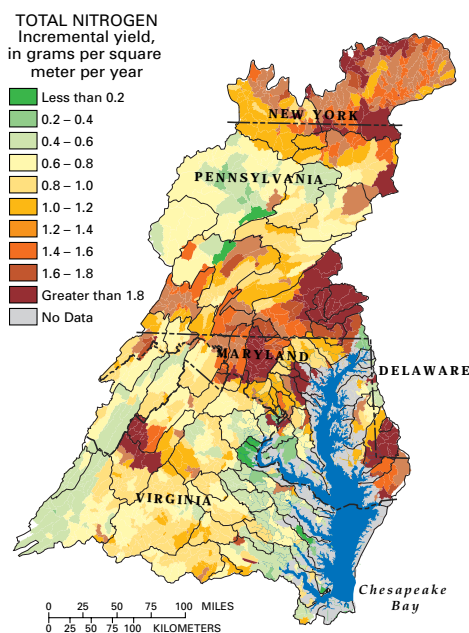 TOTAL NITROGEN
Incremental yield,
in grams per square
meter per year
Less than 0.2
0.2 – 0.4
0.4 – 0.6
0.6 – 0.8
0.8 – 1.0
1.0 – 1.2
1.2 – 1.4
1.4 – 1.6
1.6 – 1.8
Greater than 1.8
No Data
NEW YORK
PENNSYLVANIA
MARYLAND
DELAWARE
VIRGINIA
Chesapeake
Bay
0 25 50 75 100 MILES
0 25 50 75 100 KILOMETERS